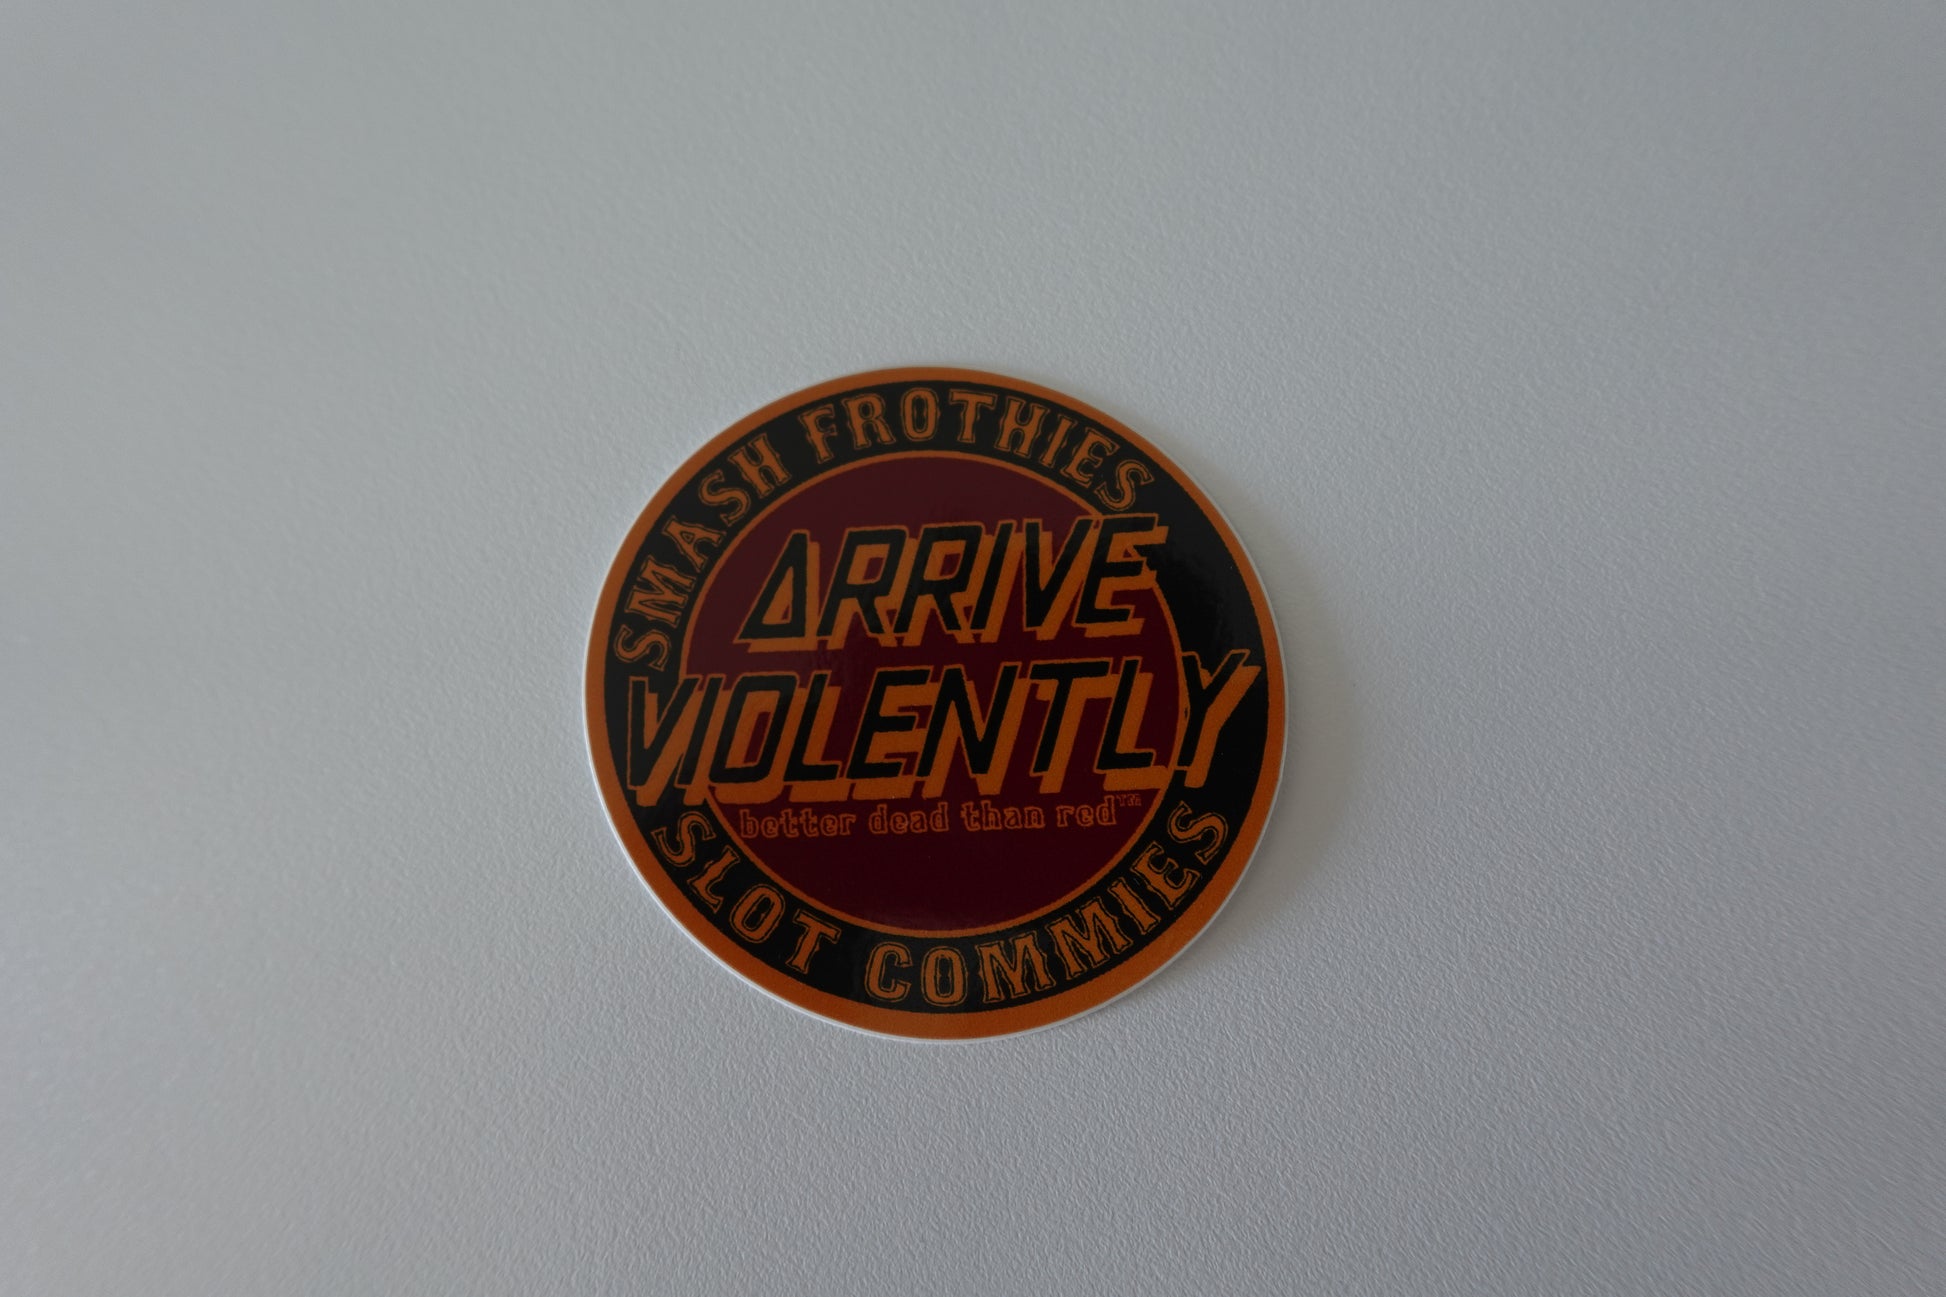 SMASH FROTHIES
ARRIVE
VIOLENTLY
better dead than red™
SLOT COMMIES